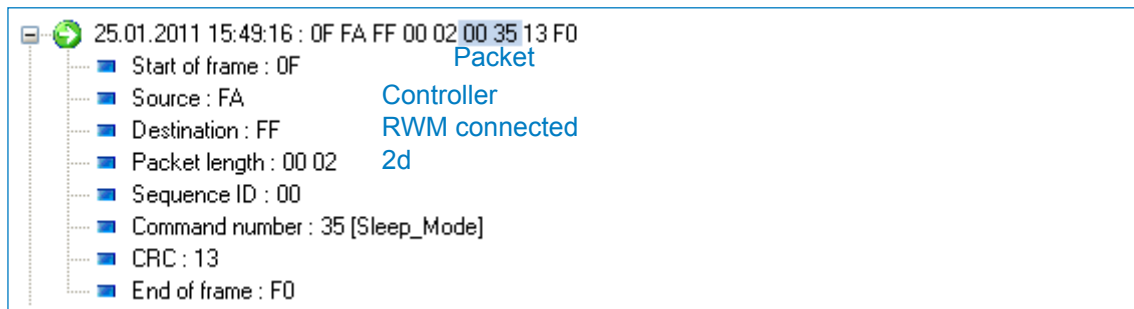 25.01.2011 15:49:16 : 0F FA FF 00 02 00 35 13 F0
Packet
Start of frame : 0F
Source : FA Controller
Destination : FF RWM connected
Packet length : 00 02 2d
Sequence ID : 00
Command number : 35 [Sleep_Mode]
CRC : 13
End of frame : F0